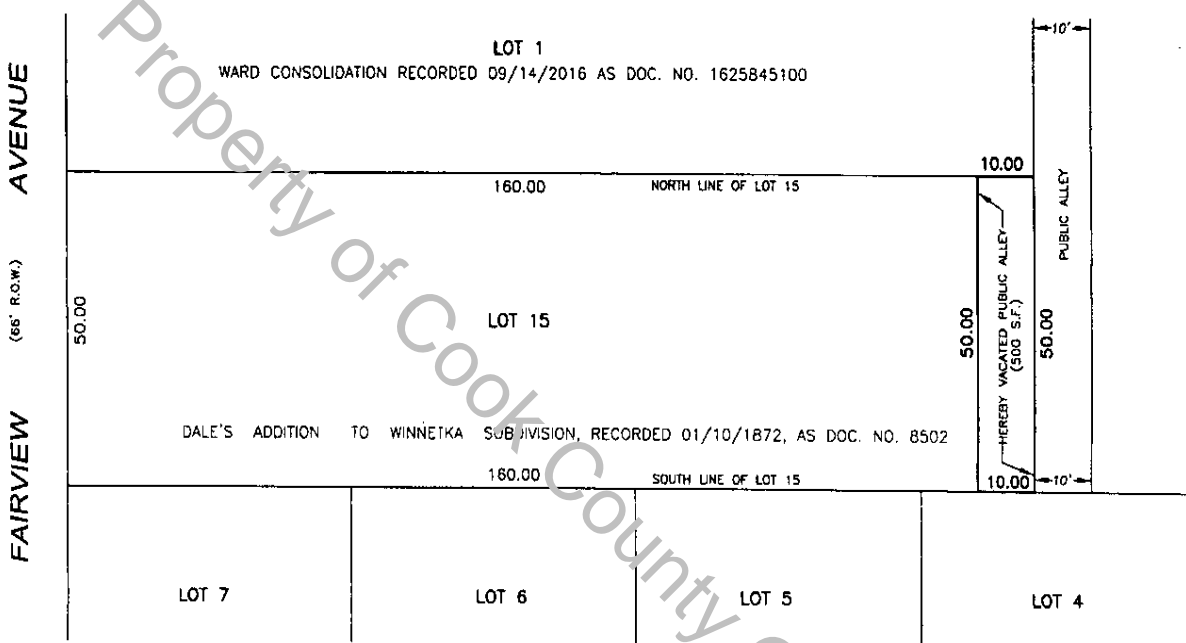 LOT 1
WARD CONSOLIDATION RECORDED 09/14/2016 AS DOC. NO. 1625845100
10'
FAIRVIEW AVENUE
(66' R.O.W.)
10.00
160.00 NORTH LINE OF LOT 15
PUBLIC ALLEY
50.00
LOT 15
50.00
HEREBY VACATED PUBLIC ALLEY
(500 S.F.)
50.00
DALE'S ADDITION TO WINNETKA SUBDIVISION, RECORDED 01/10/1872, AS DOC. NO. 8502
160.00 SOUTH LINE OF LOT 15
10.00 10'
LOT 7 LOT 6 LOT 5 LOT 4
Property of Cook County